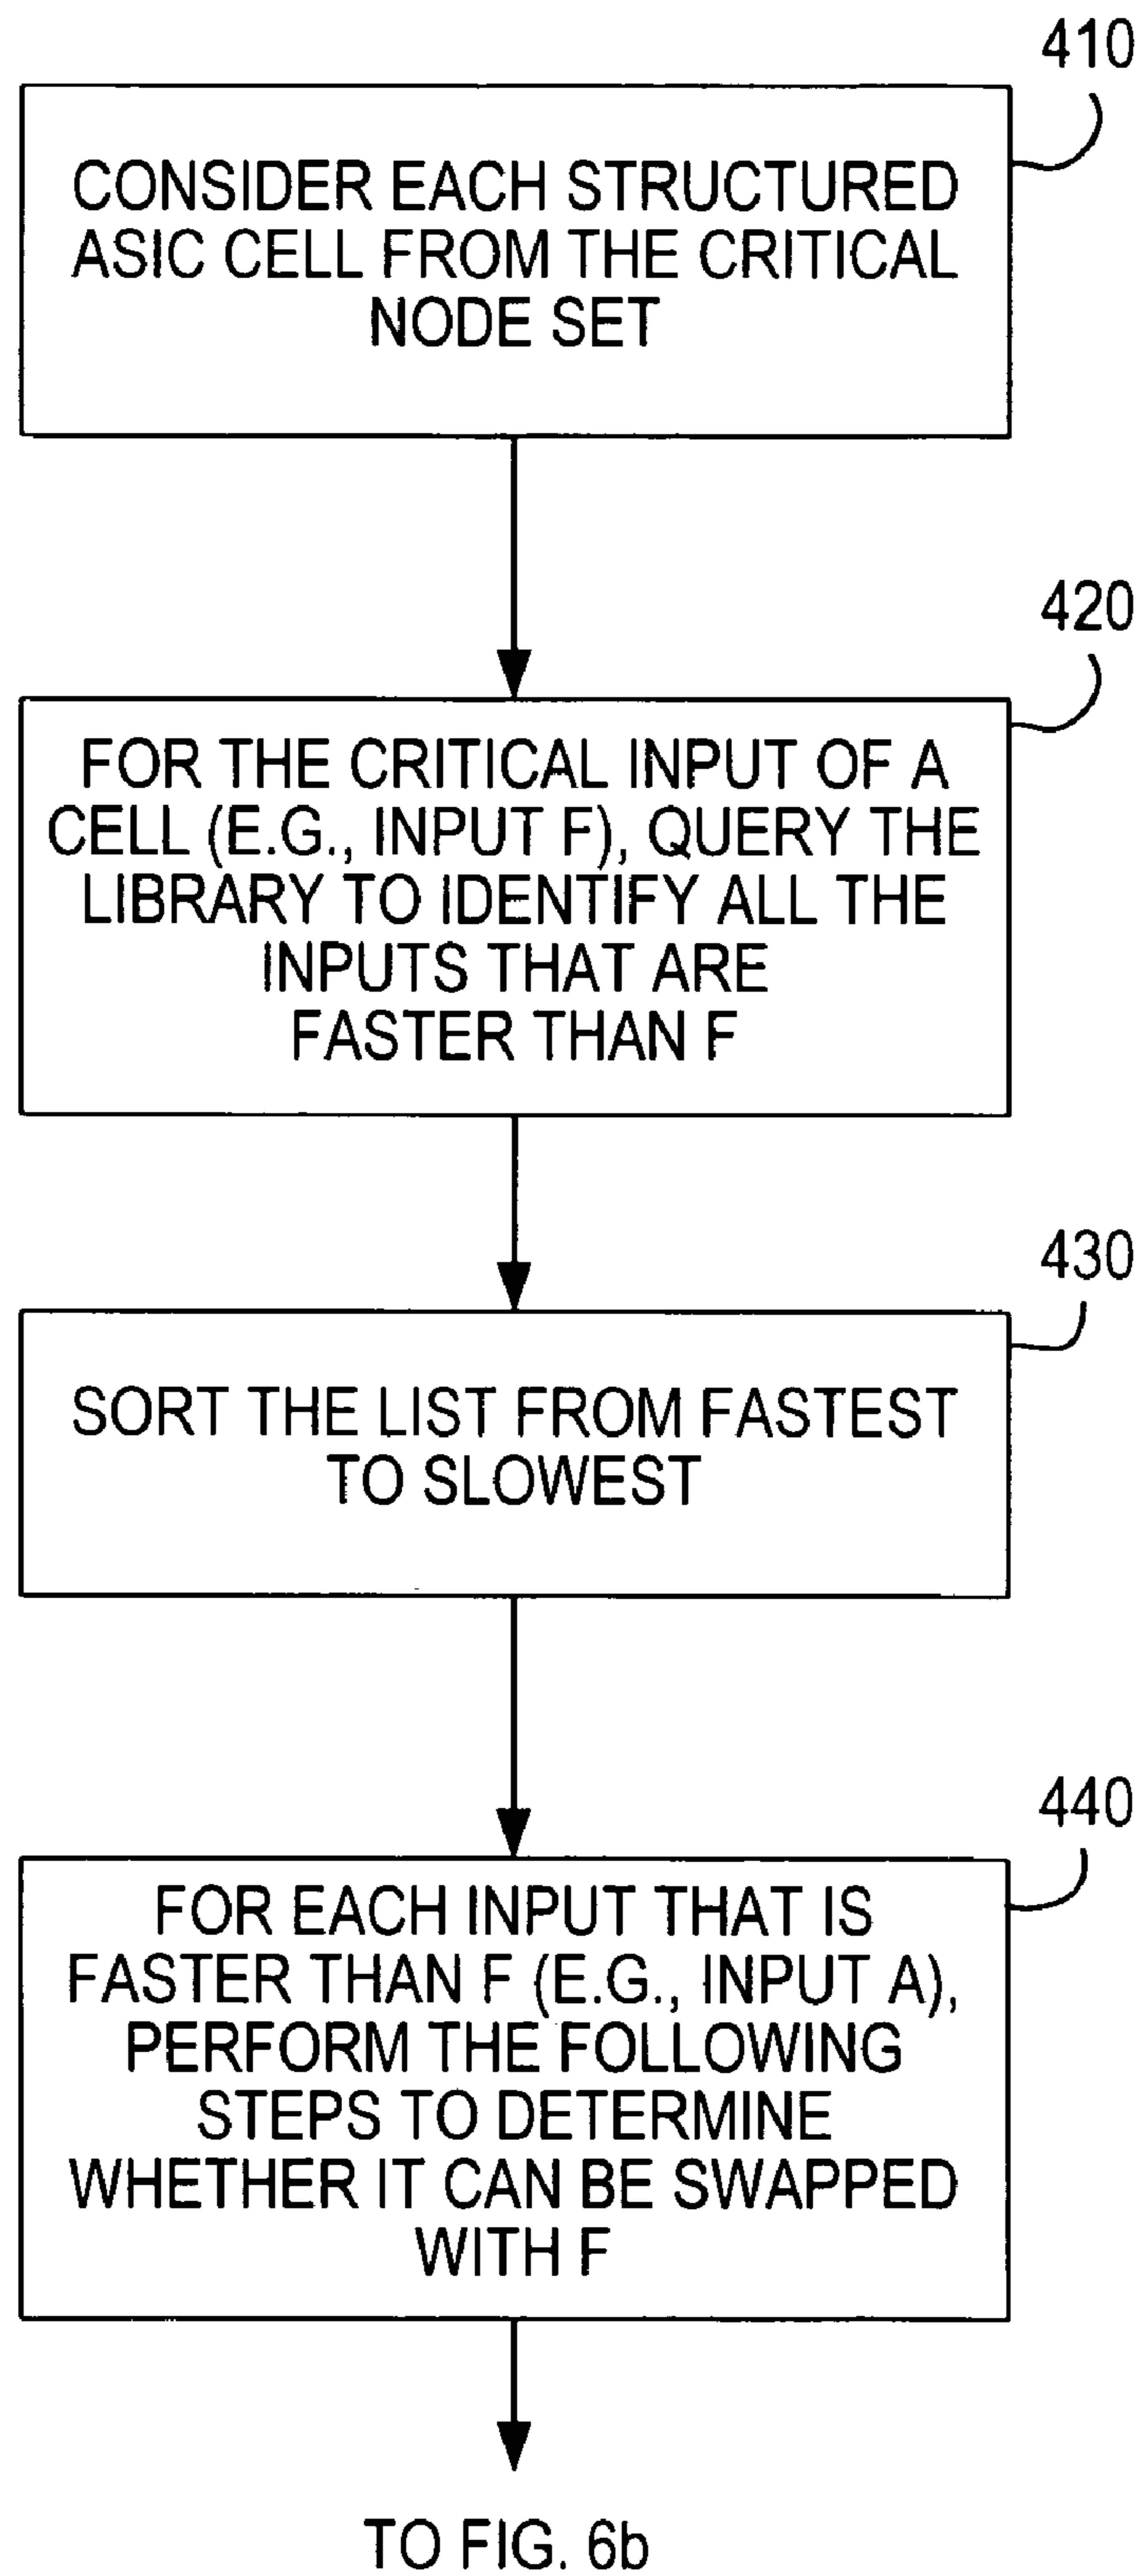 410
CONSIDER EACH STRUCTURED
ASIC CELL FROM THE CRITICAL
NODE SET
420
FOR THE CRITICAL INPUT OF A
CELL (E.G., INPUT F), QUERY THE
LIBRARY TO IDENTIFY ALL THE
INPUTS THAT ARE
FASTER THAN F
430
SORT THE LIST FROM FASTEST
TO SLOWEST
440
FOR EACH INPUT THAT IS
FASTER THAN F (E.G., INPUT A),
PERFORM THE FOLLOWING
STEPS TO DETERMINE
WHETHER IT CAN BE SWAPPED
WITH F
TO FIG. 6b